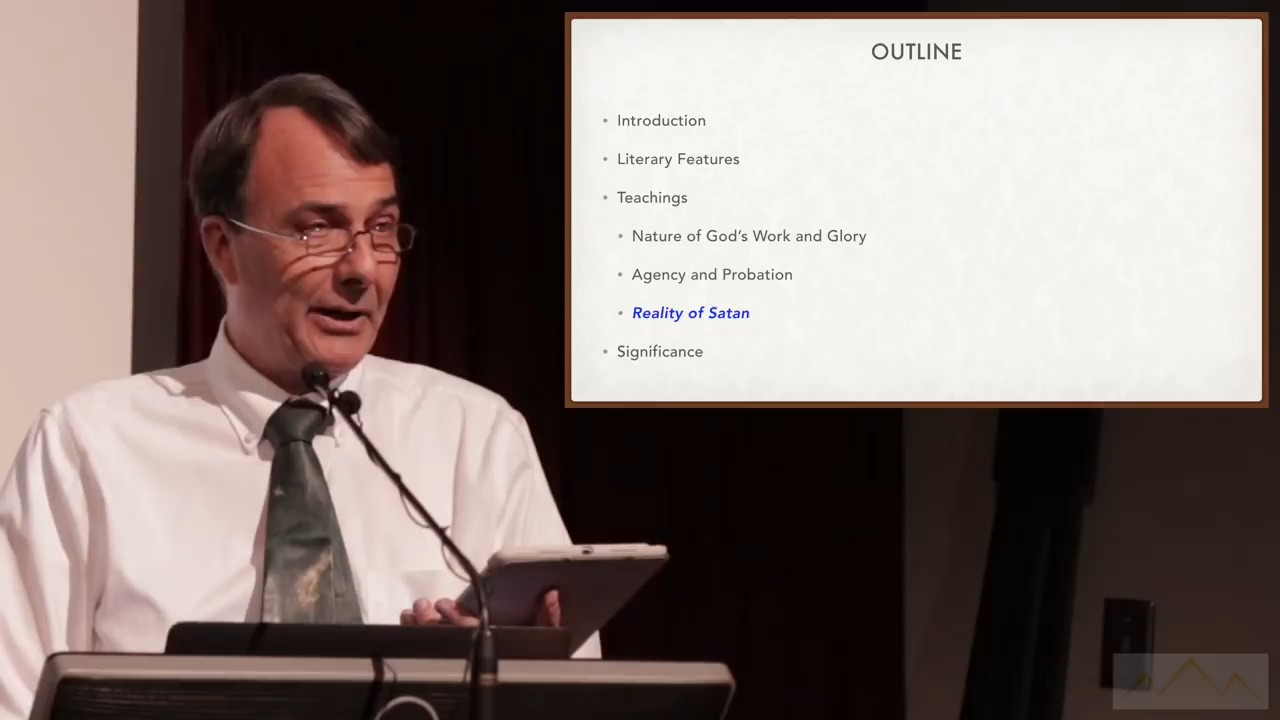 OUTLINE
• Introduction
• Literary Features
• Teachings
• Nature of God's Work and Glory
• Agency and Probation
• Reality of Satan
• Significance